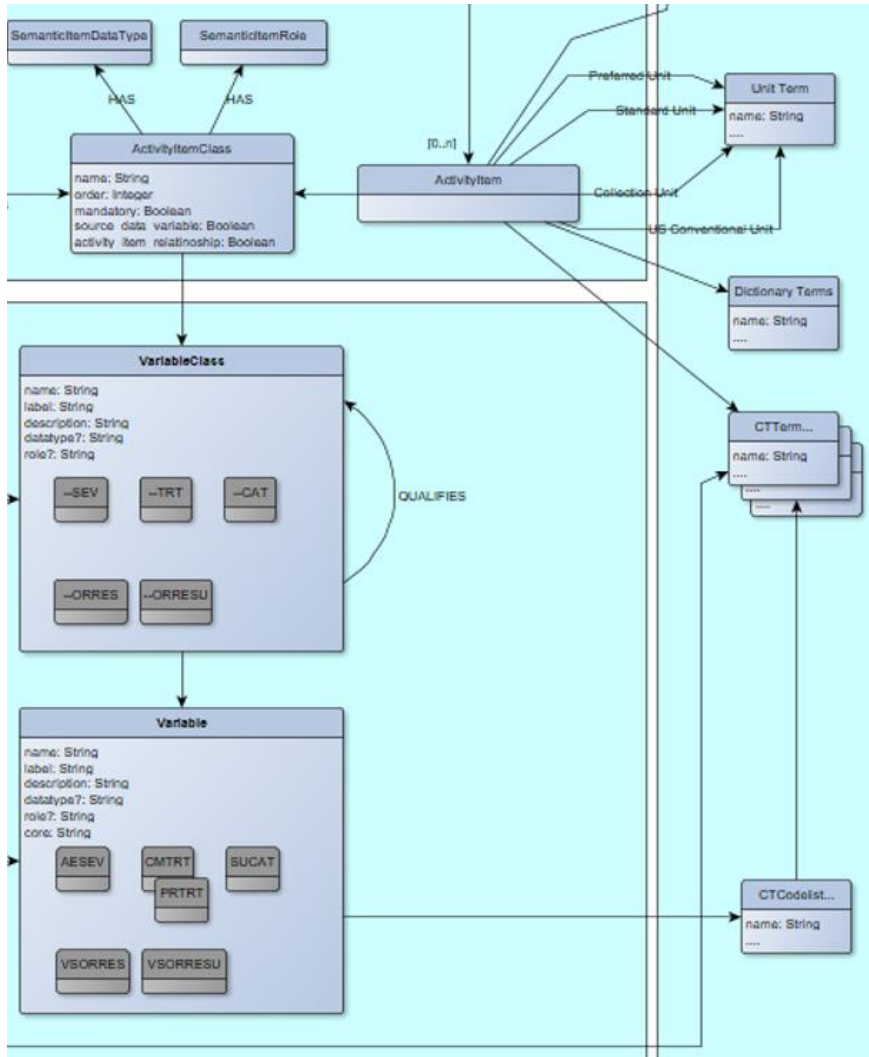 SemanticItemDataType
SemanticItemRole
HAS
HAS
ActivityItemClass
name: String
order: Integer
mandatory: Boolean
source data variable: Boolean
activity item relatinoship: Boolean
[0..n]
ActivityItem
Preferred Unit
Standard Unit
Collection Unit
US Conventional Unit
Unit Term
name: String
....
Dictionary Terms
name: String
....
VariableClass
name: String
label: String
description: String
datatype?: String
role?: String
--SEV
--TRT
--CAT
--ORRES
--ORRESU
QUALIFIES
CTTerm...
name: String
....
....
....
Variable
name: String
label: String
description: String
datatype?: String
role?: String
core: String
AESEV
CMTRT
SUCAT
PRTRT
VSORRES
VSORRESU
CTCodelist...
name: String
....